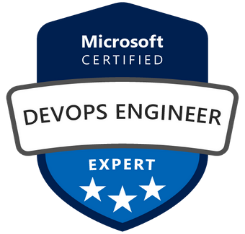 Microsoft
CERTIFIED
DEVOPS ENGINEER
EXPERT